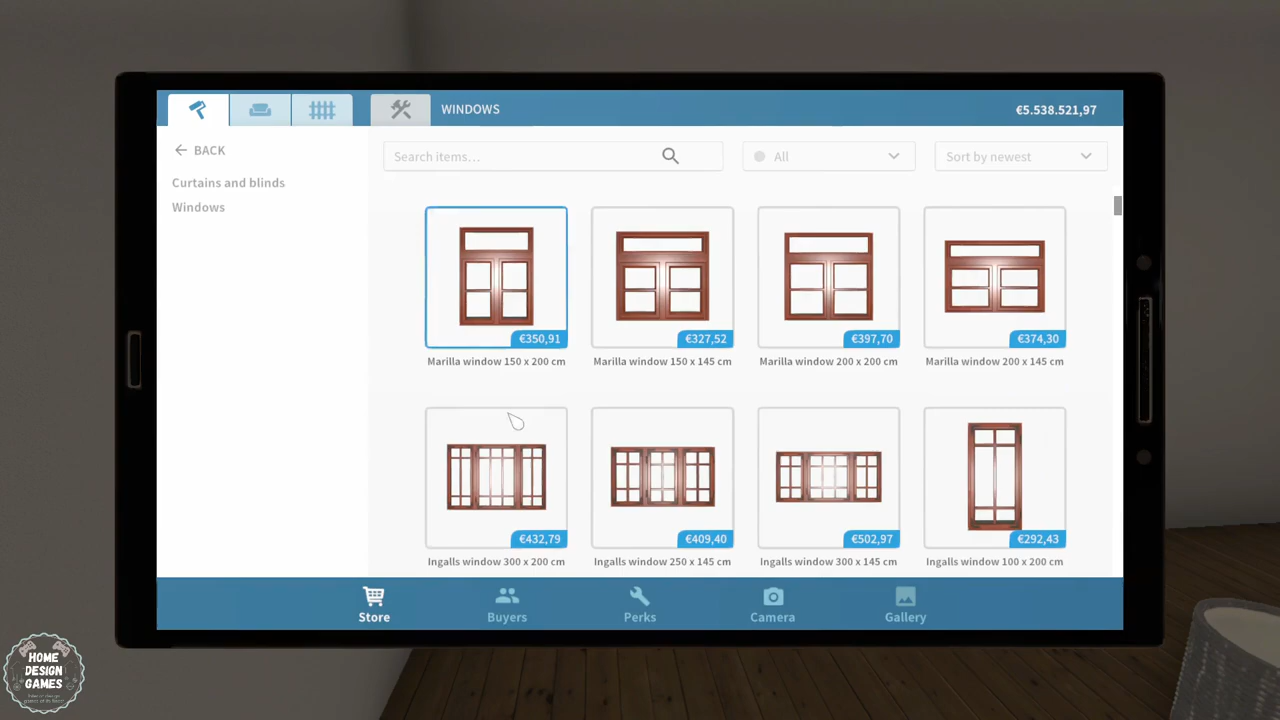 WINDOWS
€5.538.521,97
BACK
Search items...
All
Sort by newest
Curtains and blinds
Windows
€350,91
€327,52
€397,70
€374,30
Marilla window 150 x 200 cm
Marilla window 150 x 145 cm
Marilla window 200 x 200 cm
Marilla window 200 x 145 cm
€432,79
€409,40
€502,97
€292,43
Ingalls window 300 x 200 cm
Ingalls window 250 x 145 cm
Ingalls window 300 x 145 cm
Ingalls window 100 x 200 cm
Store
Buyers
Perks
Camera
Gallery
HOME
DESIGN
GAMES